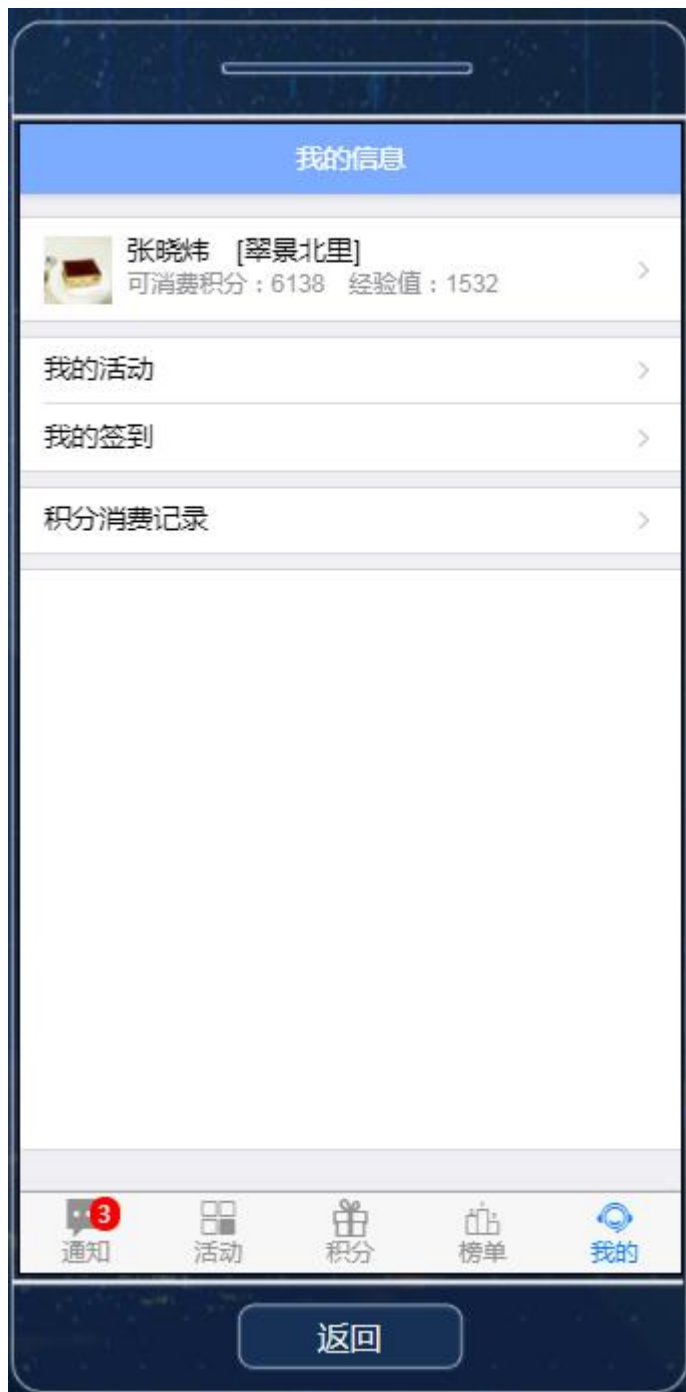 我的信息
张晓炜 [翠景北里]
可消费积分：6138 经验值：1532
我的活动
我的签到
积分消费记录
3
通知 活动 积分 榜单 我的
返回